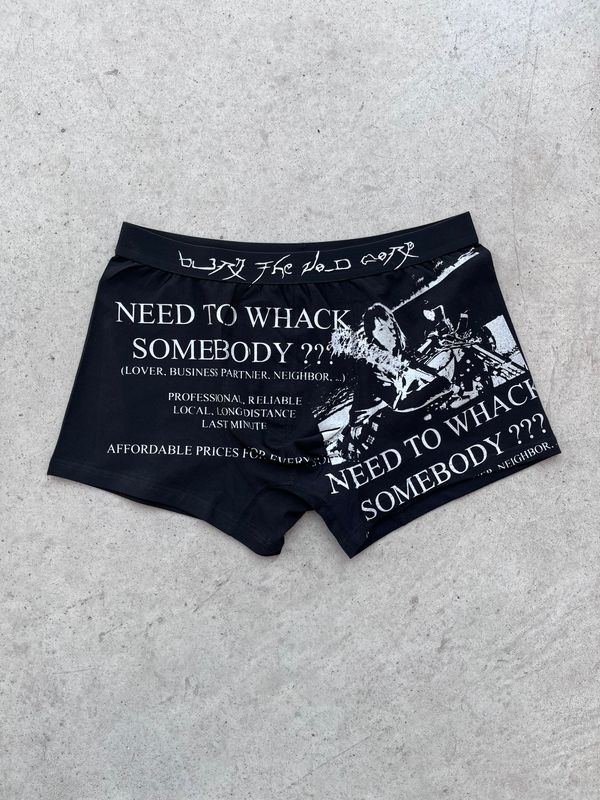 The
NEED TO WHACK
SOMEBODY ???
(LOVER, BUSINESS PARTNER, NEIGHBOR, ...)
PROFESSIONAL, RELIABLE
LOCAL, LONGDISTANCE
LAST MINUTE
AFFORDABLE PRICES FOR
NEED TO WHACK
SOMEBODY ???
NEIGHBOR,